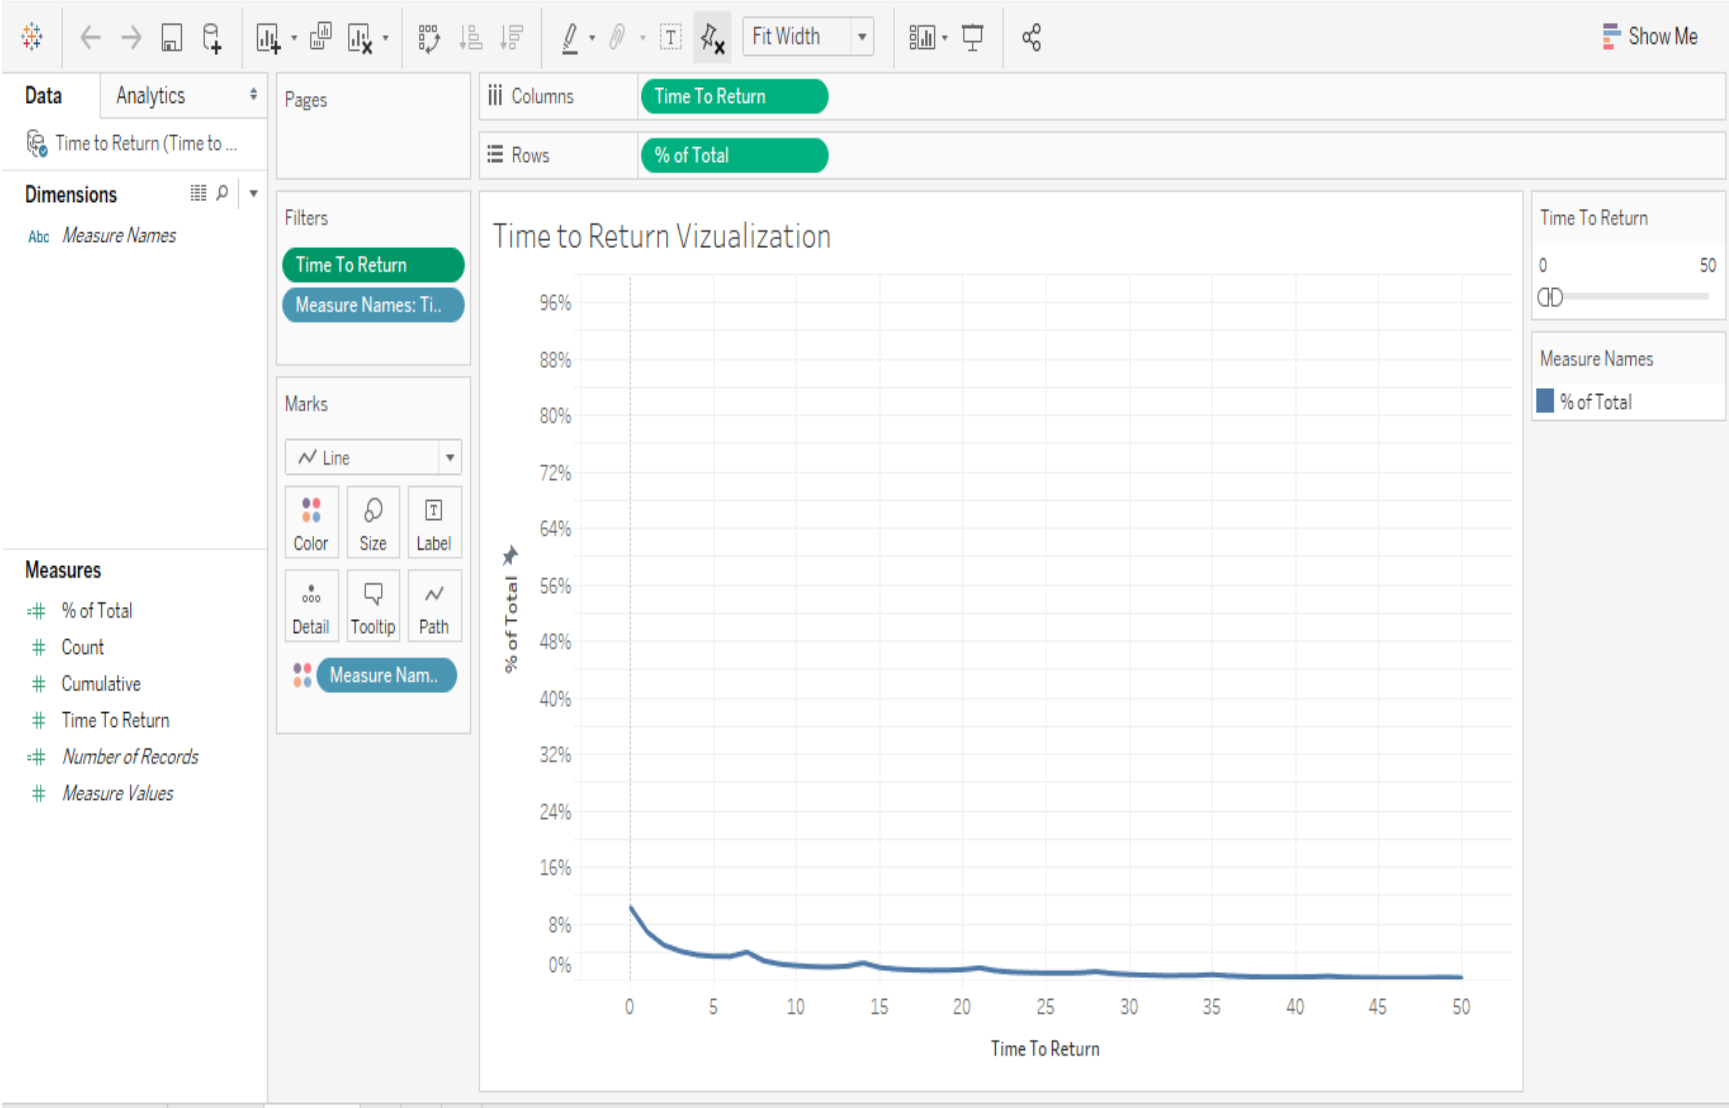 Fit Width
Show Me
Data
Analytics
Time to Return (Time to ...
Dimensions
Abc Measure Names
Measures
% of Total
Count
Cumulative
Time To Return
Number of Records
Measure Values
Pages
Filters
Time To Return
Measure Names: Ti..
Marks
Line
Color
Size
Label
Detail
Tooltip
Path
Measure Nam..
Columns
Time To Return
Rows
% of Total
Time to Return Vizualization
96%
88%
80%
72%
64%
56%
48%
40%
32%
24%
16%
8%
0%
% of Total
0 5 10 15 20 25 30 35 40 45 50
Time To Return
Time To Return
0 50
Measure Names
% of Total